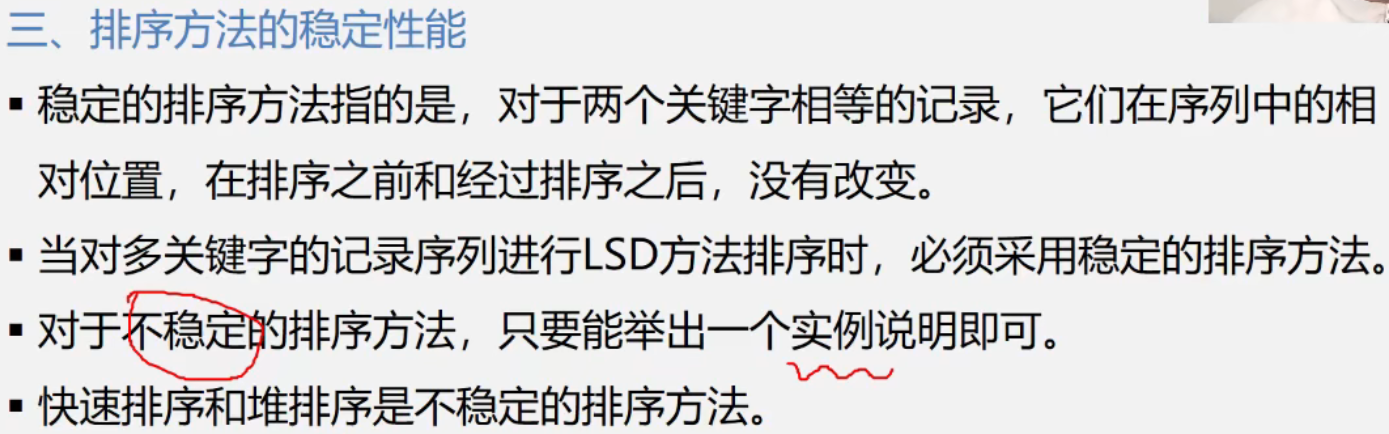 三、排序方法的稳定性能
▪ 稳定的排序方法指的是，对于两个关键字相等的记录，它们在序列中的相
对位置，在排序之前和经过排序之后，没有改变。
▪ 当对多关键字的记录序列进行LSD方法排序时，必须采用稳定的排序方法。
▪ 对于不稳定的排序方法，只要能举出一个实例说明即可。
▪ 快速排序和堆排序是不稳定的排序方法。